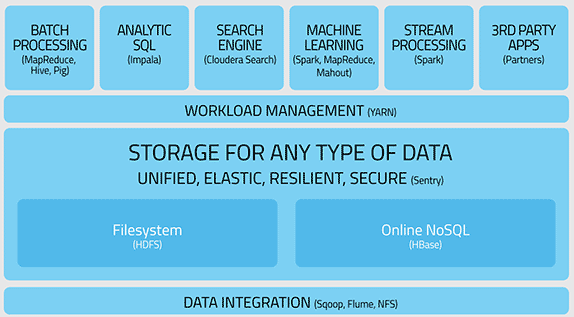 BATCH
PROCESSING
(MapReduce,
Hive, Pig)
ANALYTIC
SQL
(Impala)
SEARCH
ENGINE
(Cloudera Search)
MACHINE
LEARNING
(Spark, MapReduce,
Mahout)
STREAM
PROCESSING
(Spark)
3RD PARTY
APPS
(Partners)
WORKLOAD MANAGEMENT (YARN)
STORAGE FOR ANY TYPE OF DATA
UNIFIED, ELASTIC, RESILIENT, SECURE (Sentry)
Filesystem
(HDFS)
Online NoSQL
(HBase)
DATA INTEGRATION (Sqoop, Flume, NFS)